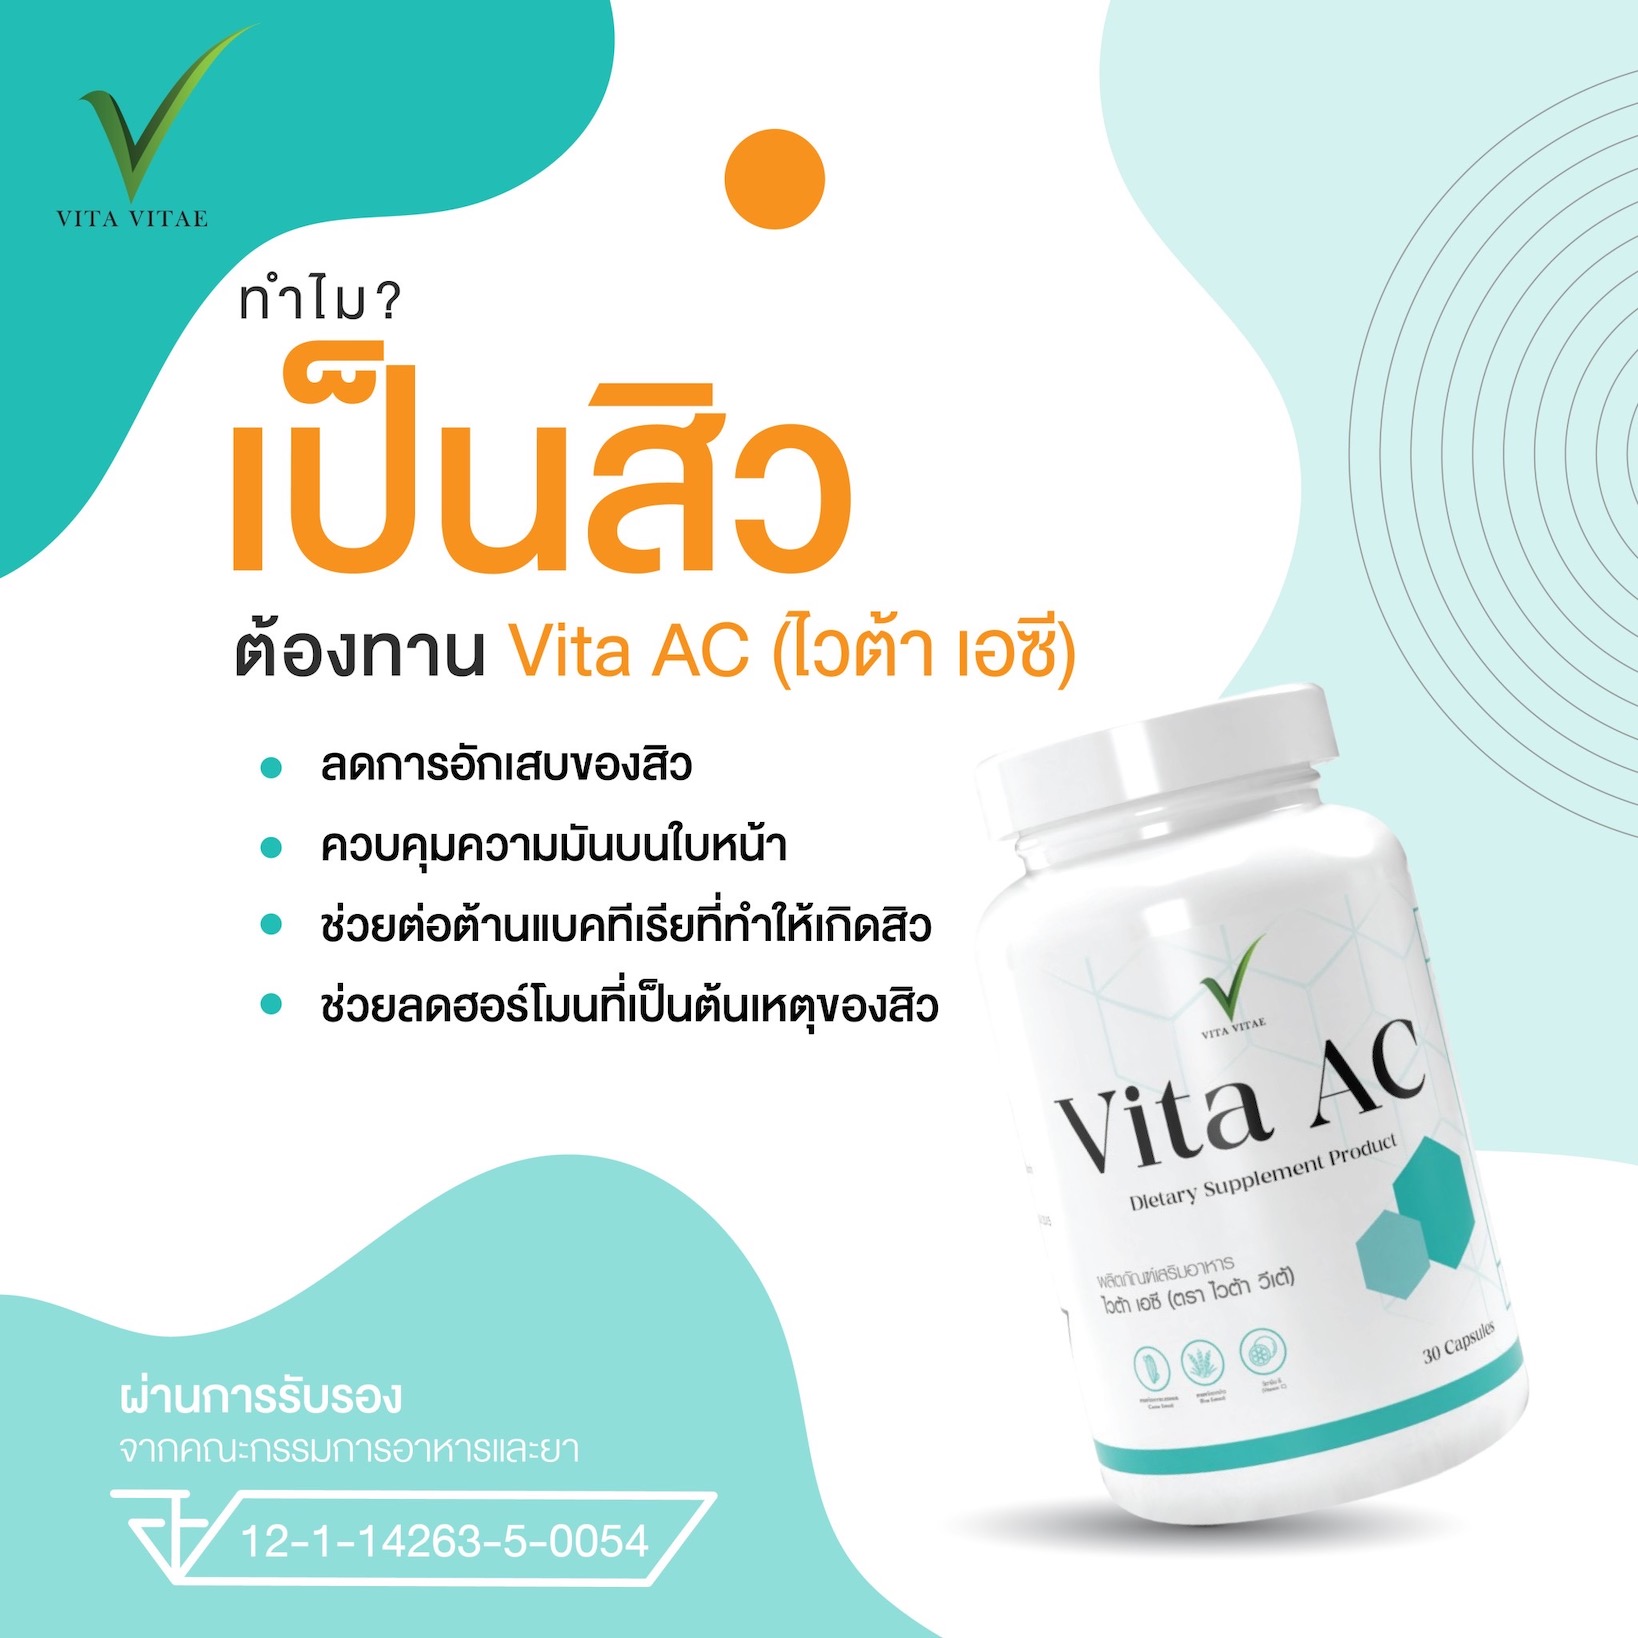 VITA VITAE
ทำไม?
เป็นสิว
ต้องทาน Vita AC (ไวต้า เอซี)
ลดการอักเสบของสิว
ควบคุมความมันบนใบหน้า
ช่วยต่อต้านแบคทีเรียที่ทำให้เกิดสิว
ช่วยลดฮอร์โมนที่เป็นต้นเหตุของสิว
VITA VITAE
Vita AC
Dietary Supplement Product
ผลิตภัณฑ์เสริมอาหาร
ไวต้า เอซี (ตรา ไวต้า วีเต้)
30 Capsules
ผ่านการรับรอง
จากคณะกรรมการอาหารและยา
อย
12-1-14263-5-0054